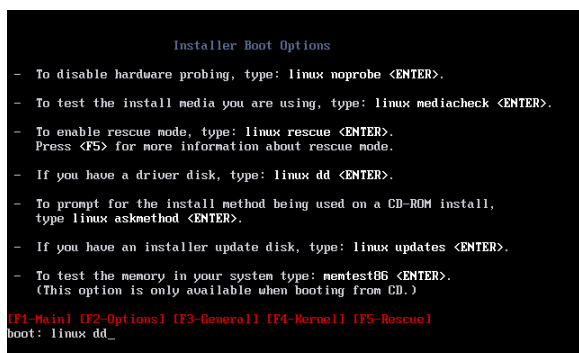 Installer Boot Options
- To disable hardware probing, type: linux noprobe <ENTER>.
- To test the install media you are using, type: linux mediacheck <ENTER>.
- To enable rescue mode, type: linux rescue <ENTER>.
Press <F5> for more information about rescue mode.
- If you have a driver disk, type: linux dd <ENTER>.
- To prompt for the install method being used on a CD-ROM install,
type linux askmethod <ENTER>.
- If you have an installer update disk, type: linux updates <ENTER>.
- To test the memory in your system type: memtest86 <ENTER>.
(This option is only available when booting from CD.)
[F1-Main] [F2-Options] [F3-General] [F4-Kernel] [F5-Rescue]
boot: linux dd_